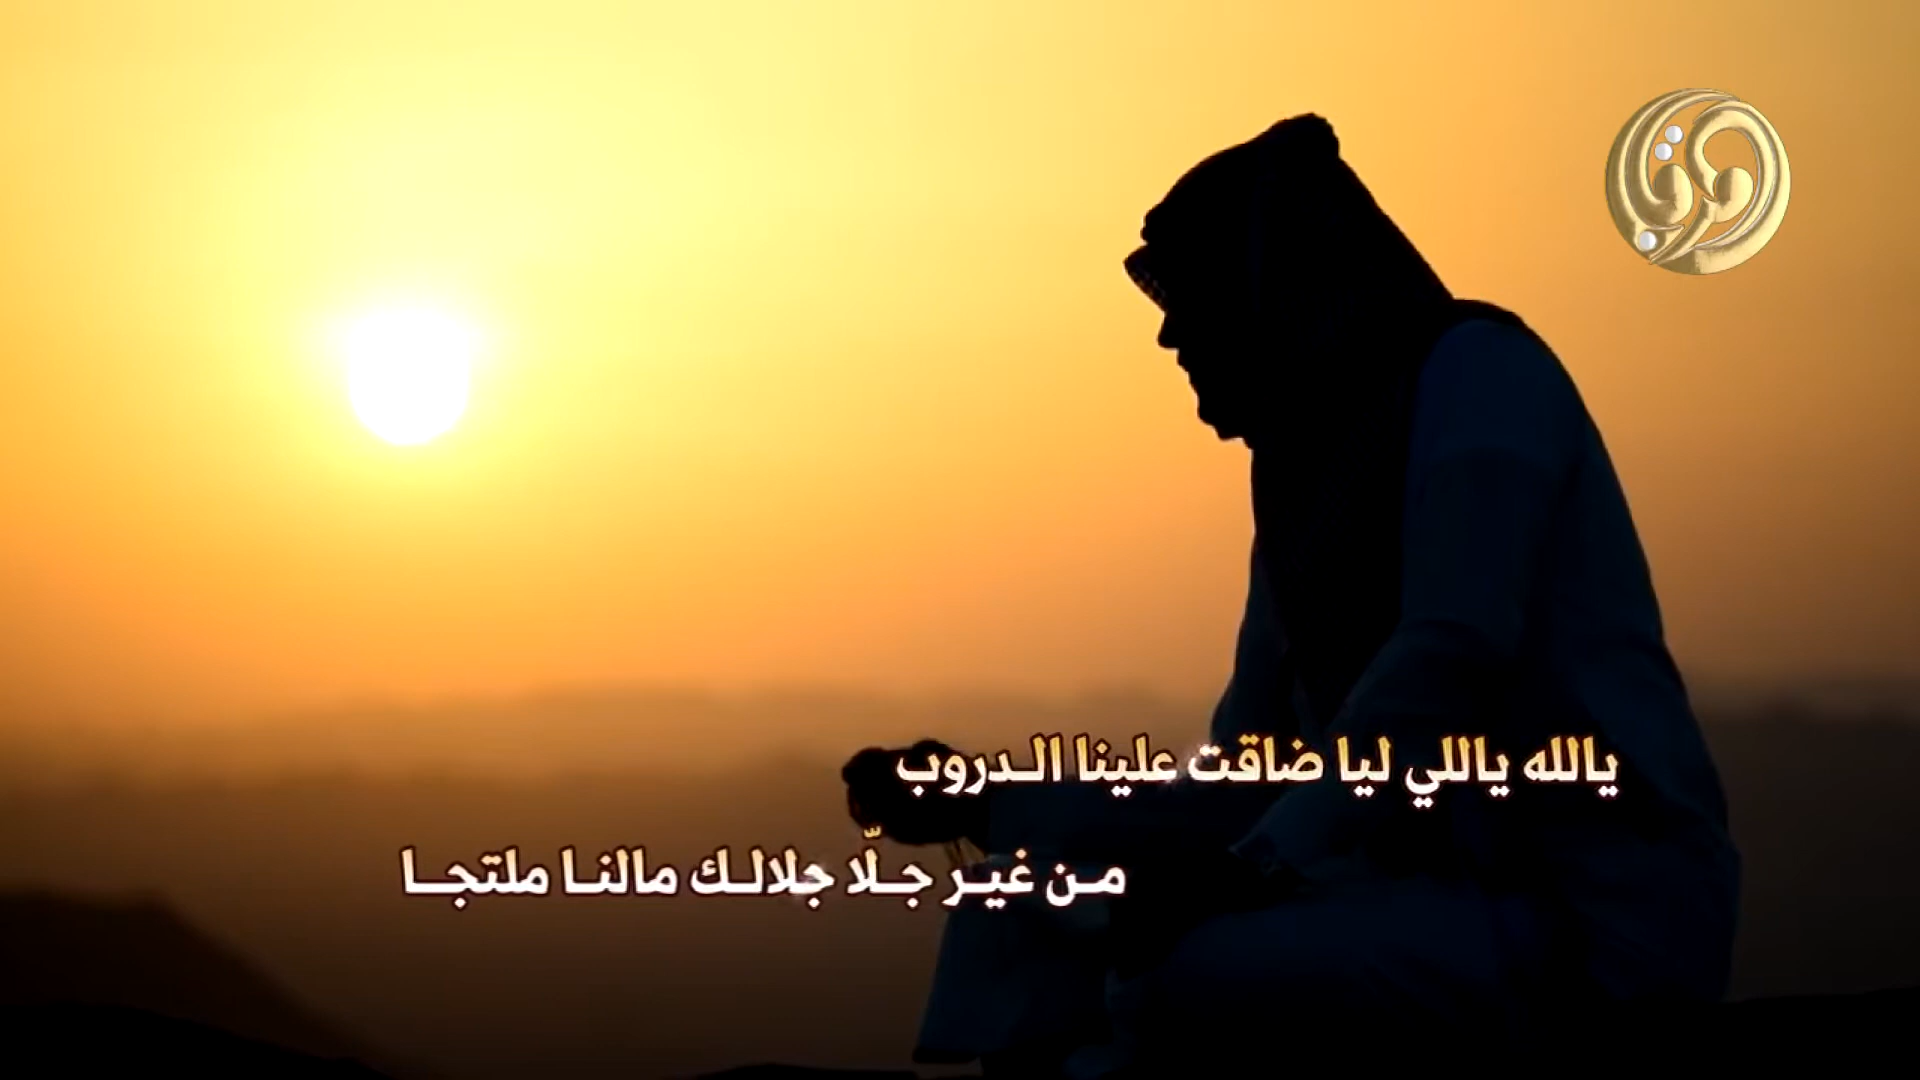 يالله ياللي ليا ضاقت علينا الـدروب
مـن غيـر جـلّا جلالـك مالنـا ملتجـا